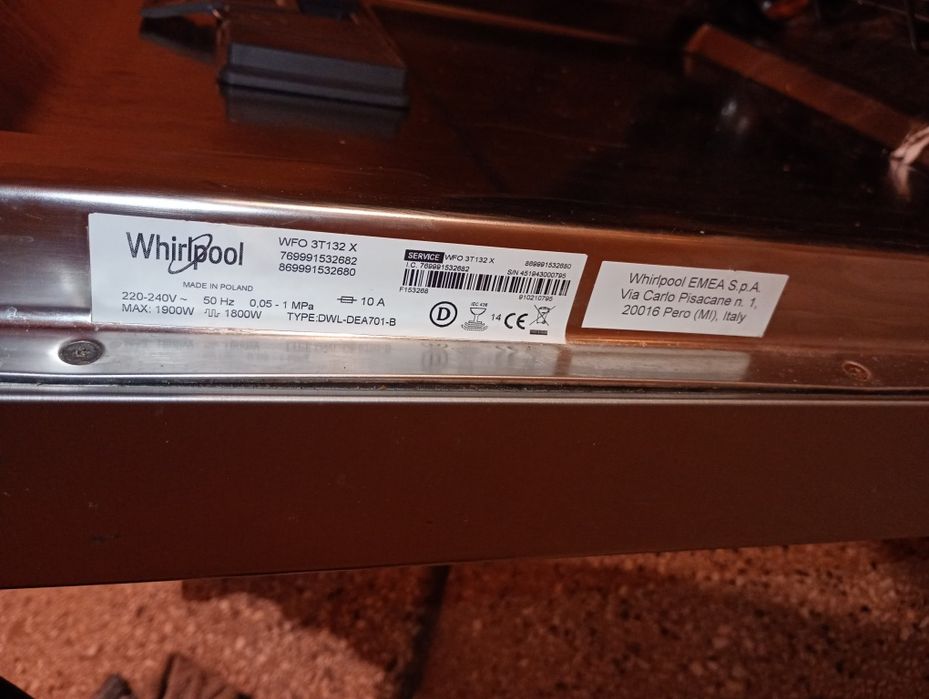 Whirlpool
WFO 3T132 X
769991532682
869991532680
MADE IN POLAND
220-240V ~ 50 Hz 0,05 - 1 MPa 10 A
MAX: 1900W 1800W TYPE:DWL-DEA701-B
SERVICE WFO 3T132 X 869991532680
I.C. 769991532682 S/N 451943000795
F153268 910210795
D IEC 436 14 CE
Whirlpool EMEA S.p.A.
Via Carlo Pisacane n. 1,
20016 Pero (MI), Italy